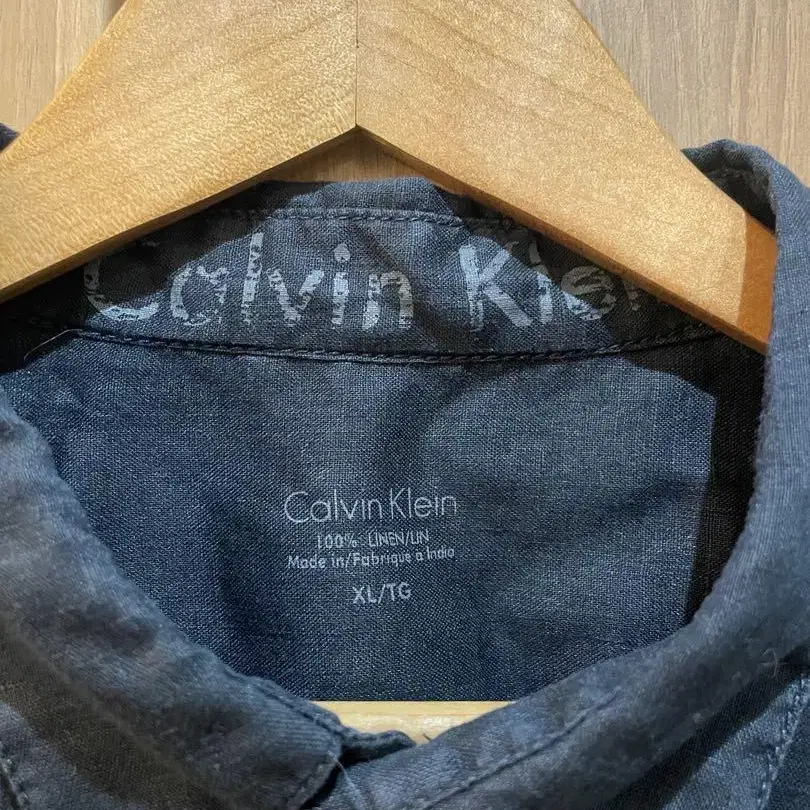 Calvin Klein
Calvin Klein
100% LINEN/LIN
Made in/Fabrique a India
XL/TG